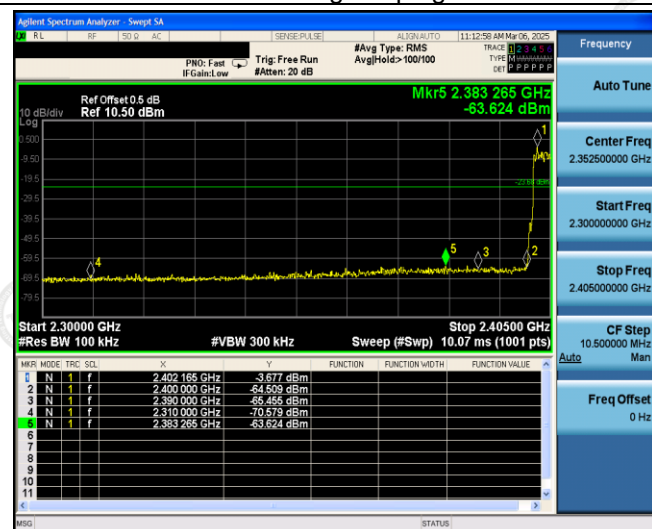 Agilent Spectrum Analyzer - Swept SA
RL RF 50 Ω AC SENSE:PULSE ALIGNAUTO 11:12:58 AM Mar 06, 2025
PNO: Fast Trig: Free Run #Avg Type: RMS TRACE 1 2 3 4 5 6
IFGain:Low #Atten: 20 dB Avg|Hold:>100/100 TYPE M
DET P P P P P P
Frequency
Auto Tune
Center Freq
2.352500000 GHz
Start Freq
2.300000000 GHz
Stop Freq
2.405000000 GHz
CF Step
10.500000 MHz
Auto Man
Freq Offset
0 Hz
Mkr5 2.383 265 GHz
-63.624 dBm
Ref Offset 0.5 dB
10 dB/div Ref 10.50 dBm
Log
0.500
-9.50
-19.5
-29.5
-39.5
-49.5
-59.5
-69.5
-79.5
1
2
3
4
5
Start 2.30000 GHz Stop 2.40500 GHz
#Res BW 100 kHz #VBW 300 kHz Sweep (#Swp) 10.07 ms (1001 pts)
MKR MODE TRC SCL X Y FUNCTION FUNCTION WIDTH FUNCTION VALUE
1 N 1 f 2.402 165 GHz -3.677 dBm
2 N 1 f 2.400 000 GHz -64.509 dBm
3 N 1 f 2.390 000 GHz -65.455 dBm
4 N 1 f 2.310 000 GHz -70.579 dBm
5 N 1 f 2.383 265 GHz -63.624 dBm
6
7
8
9
10
11
MSG STATUS